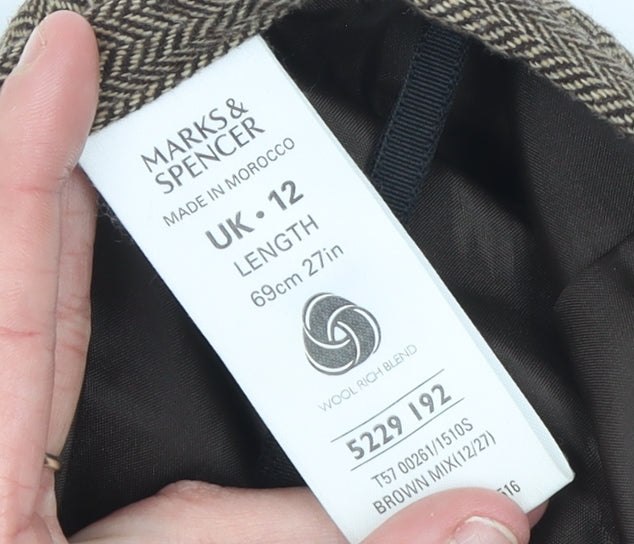 MARKS&
SPENCER
MADE IN MOROCCO
UK • 12
LENGTH
69cm 27in
WOOL RICH BLEND
5229 192
T57 00261/1510S
BROWN MIX(12/27)
516